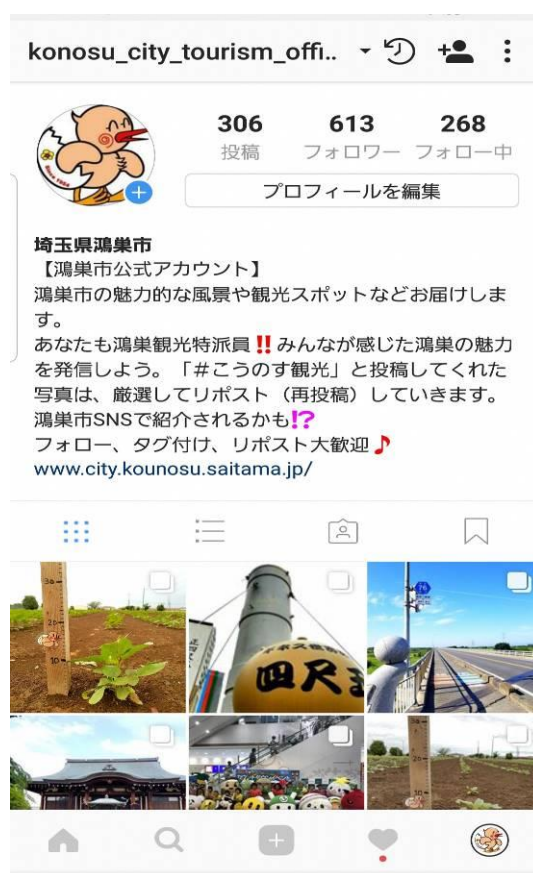 konosu_city_tourism_offi..
306 613 268
投稿 フォロワー フォロー中
プロフィールを編集
埼玉県鴻巣市
【鴻巣市公式アカウント】
鴻巣市の魅力的な風景や観光スポットなどお届けしま
す。
あなたも鴻巣観光特派員‼みんなが感じた鴻巣の魅力
を発信しよう。「#こうのす観光」と投稿してくれた
写真は、厳選してリポスト（再投稿）していきます。
鴻巣市SNSで紹介されるかも⁉
フォロー、タグ付け、リポスト大歓迎♪
www.city.kounosu.saitama.jp/
四尺玉
76